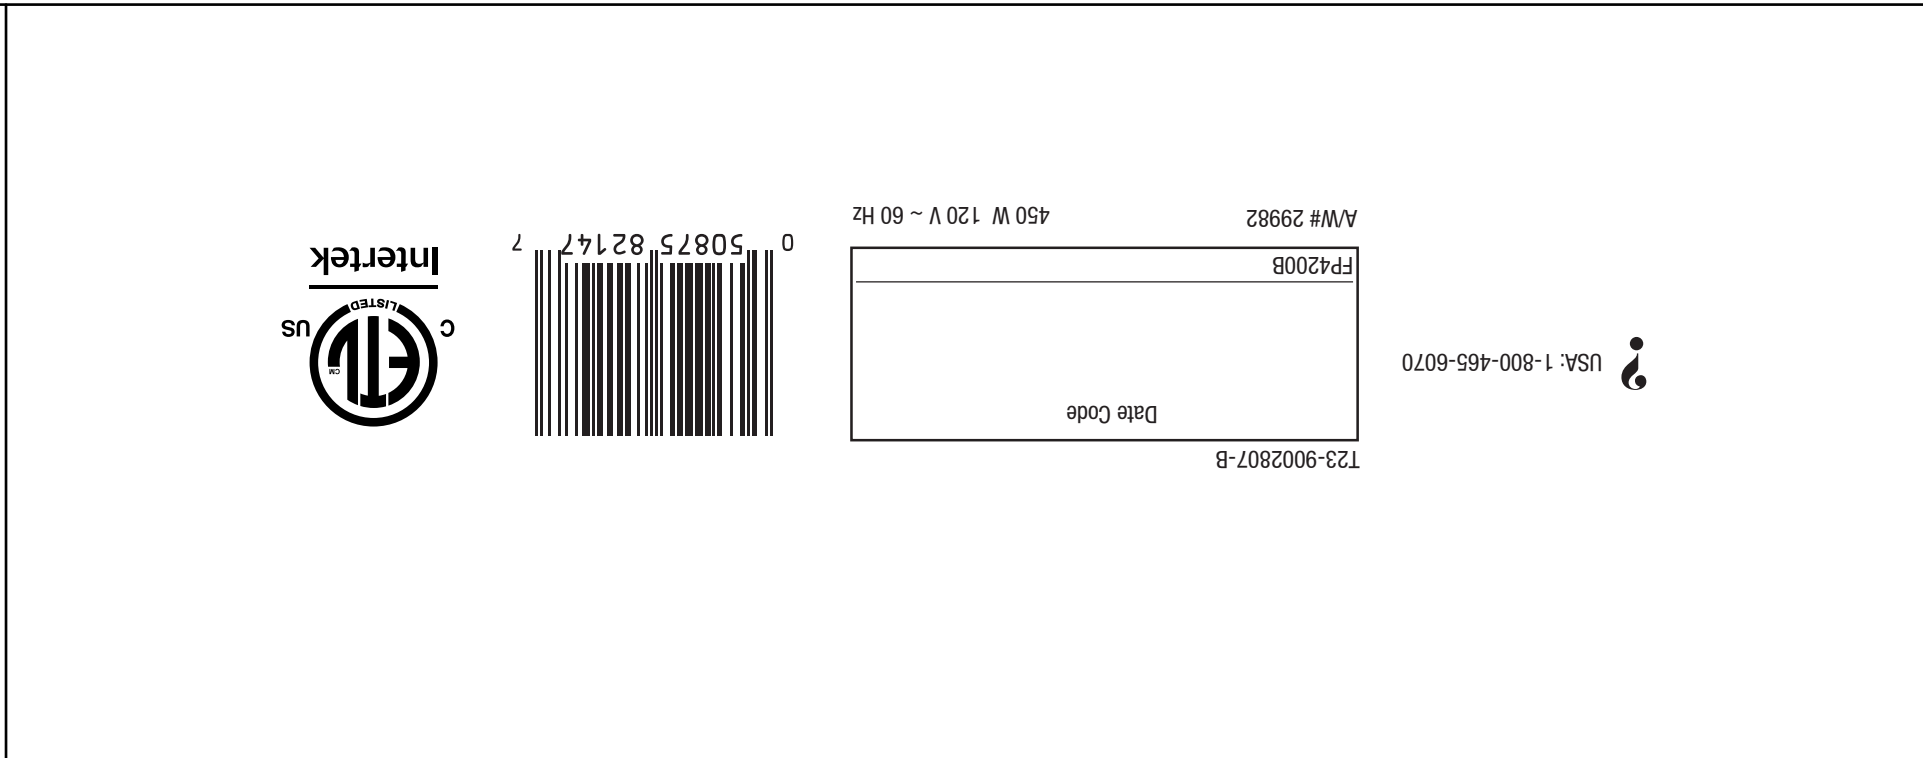 T23-9002807-B
Date Code
FP4200B
A/W# 29982
450 W 120 V ~ 60 Hz
? USA: 1-800-465-6070
0 50875 82147 7
C ETL CM US
LISTED
Intertek